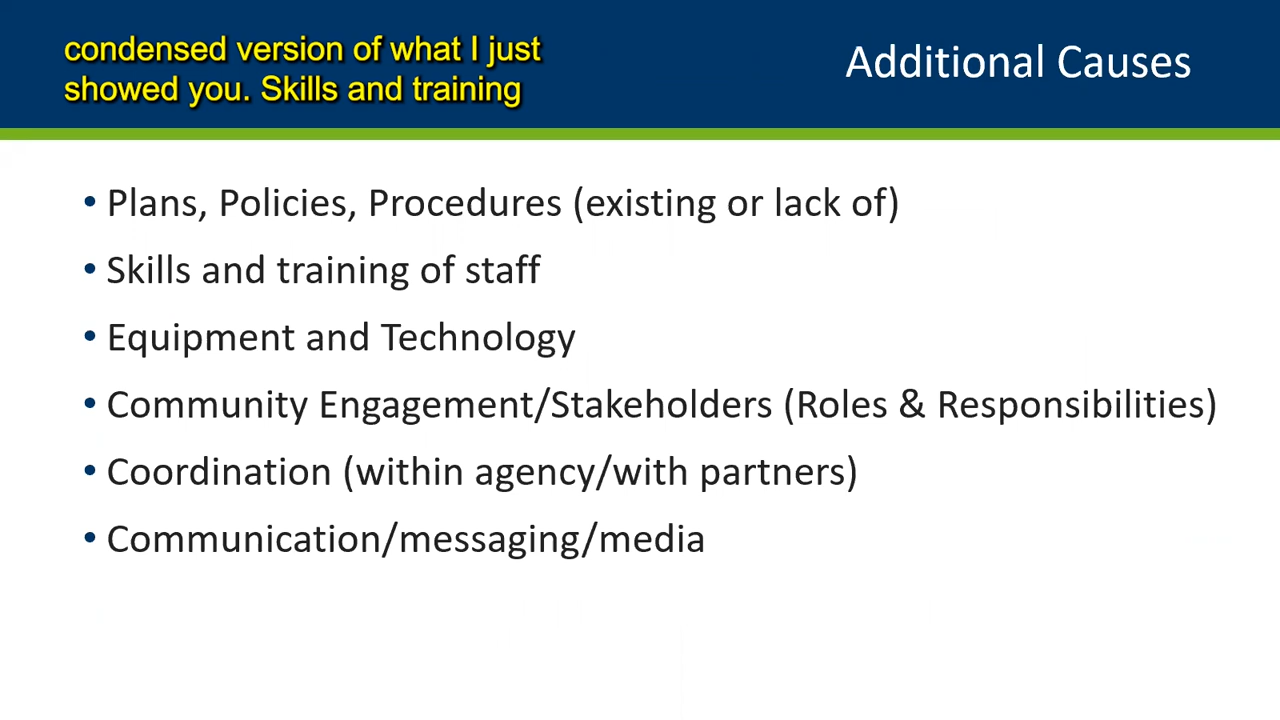 condensed version of what I just
showed you. Skills and training
Additional Causes
• Plans, Policies, Procedures (existing or lack of)
• Skills and training of staff
• Equipment and Technology
• Community Engagement/Stakeholders (Roles & Responsibilities)
• Coordination (within agency/with partners)
• Communication/messaging/media